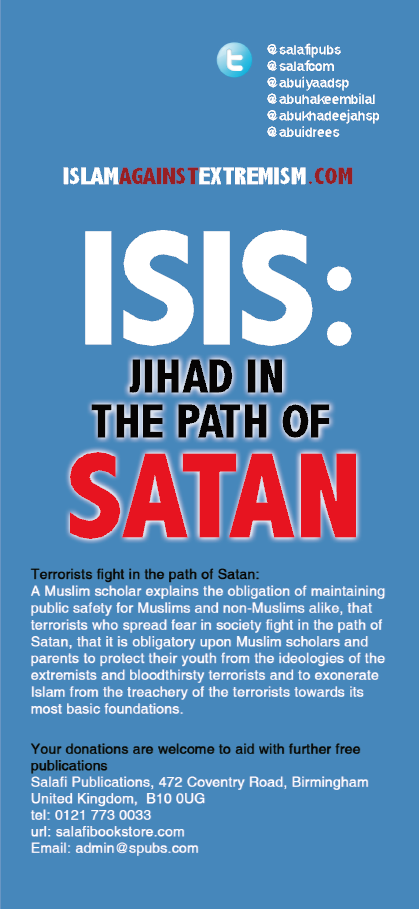 @salafipubs
@salafcom
@abuiyaadsp
@abuhakeembilal
@abukhadeejahsp
@abuidrees
ISLAMAGAINSTEXTREMISM.COM
ISIS:
JIHAD IN
THE PATH OF
SATAN
Terrorists fight in the path of Satan:
A Muslim scholar explains the obligation of maintaining
public safety for Muslims and non-Muslims alike, that
terrorists who spread fear in society fight in the path of
Satan, that it is obligatory upon Muslim scholars and
parents to protect their youth from the ideologies of the
extremists and bloodthirsty terrorists and to exonerate
Islam from the treachery of the terrorists towards its
most basic foundations.
Your donations are welcome to aid with further free
publications
Salafi Publications, 472 Coventry Road, Birmingham
United Kingdom, B10 0UG
tel: 0121 773 0033
url: salafibookstore.com
Email: admin@spubs.com